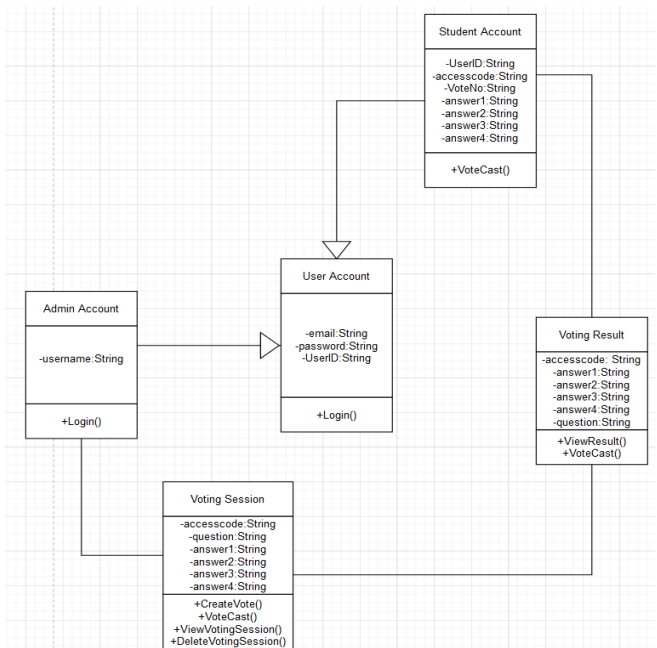 Student Account
-UserID:String
-accesscode:String
-VoteNo:String
-answer1:String
-answer2:String
-answer3:String
-answer4:String
+VoteCast()
User Account
-email:String
-password:String
-UserID:String
+Login()
Admin Account
-username:String
+Login()
Voting Result
-accesscode: String
-answer1:String
-answer2:String
-answer3:String
-answer4:String
-question:String
+ViewResult()
+VoteCast()
Voting Session
-accesscode:String
-question:String
-answer1:String
-answer2:String
-answer3:String
-answer4:String
+CreateVote()
+VoteCast()
+ViewVotingSession()
+DeleteVotingSession()